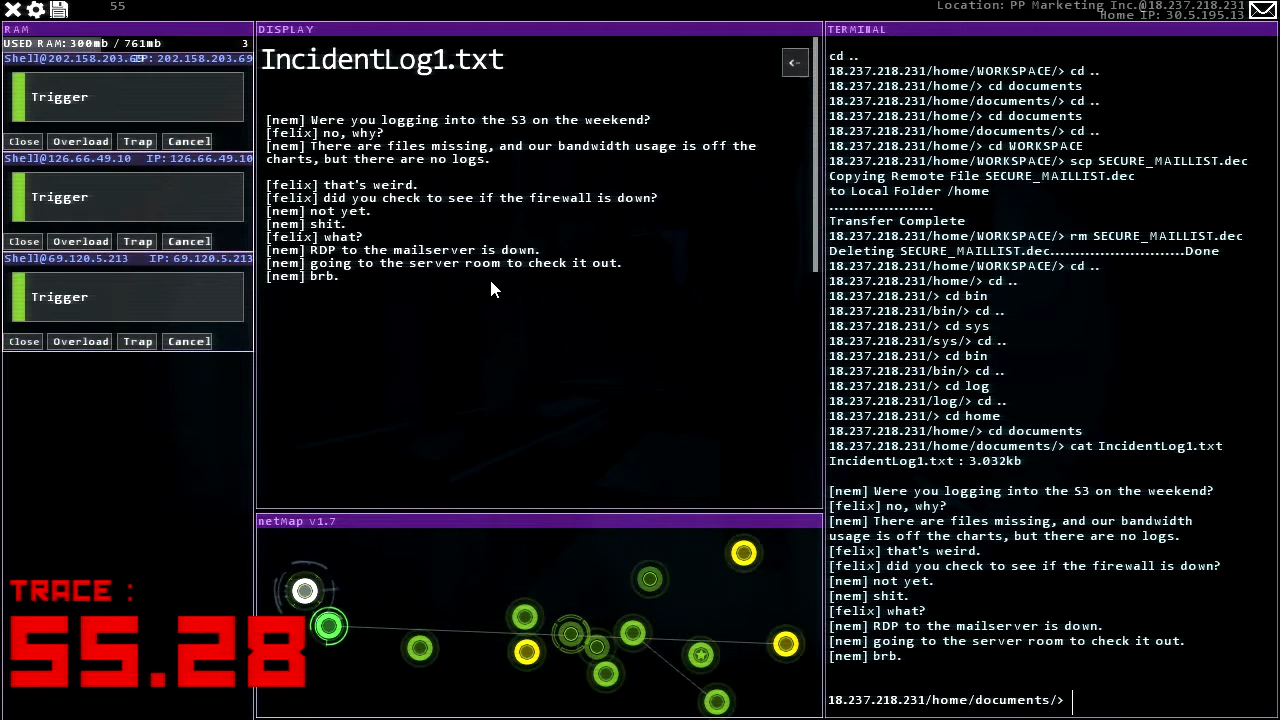 55
Location: PP Marketing Inc.@18.237.218.231
Home IP: 30.5.195.13
RAM
USED RAM: 300mb / 761mb 3
Shell@202.158.203.69 IP: 202.158.203.69
Trigger
Close Overload Trap Cancel
Shell@126.66.49.10 IP: 126.66.49.10
Trigger
Close Overload Trap Cancel
Shell@69.120.5.213 IP: 69.120.5.213
Trigger
Close Overload Trap Cancel
TRACE :
55.28
DISPLAY
IncidentLog1.txt
<-
[nem] Were you logging into the S3 on the weekend?
[felix] no, why?
[nem] There are files missing, and our bandwidth usage is off the
charts, but there are no logs.
[felix] that's weird.
[felix] did you check to see if the firewall is down?
[nem] not yet.
[nem] shit.
[felix] what?
[nem] RDP to the mailserver is down.
[nem] going to the server room to check it out.
[nem] brb.
netMap v1.7
TERMINAL
cd ..
18.237.218.231/home/WORKSPACE/> cd ..
18.237.218.231/home/> cd documents
18.237.218.231/home/documents/> cd ..
18.237.218.231/home/> cd documents
18.237.218.231/home/documents/> cd ..
18.237.218.231/home/> cd WORKSPACE
18.237.218.231/home/WORKSPACE/> scp SECURE_MAILLIST.dec
Copying Remote File SECURE_MAILLIST.dec
to Local Folder /home
.....................
Transfer Complete
18.237.218.231/home/WORKSPACE/> rm SECURE_MAILLIST.dec
Deleting SECURE_MAILLIST.dec...........................Done
18.237.218.231/home/WORKSPACE/> cd ..
18.237.218.231/home/> cd ..
18.237.218.231/> cd bin
18.237.218.231/bin/> cd ..
18.237.218.231/> cd sys
18.237.218.231/sys/> cd ..
18.237.218.231/> cd bin
18.237.218.231/bin/> cd ..
18.237.218.231/> cd log
18.237.218.231/log/> cd ..
18.237.218.231/> cd home
18.237.218.231/home/> cd documents
18.237.218.231/home/documents/> cat IncidentLog1.txt
IncidentLog1.txt : 3.032kb
[nem] Were you logging into the S3 on the weekend?
[felix] no, why?
[nem] There are files missing, and our bandwidth
usage is off the charts, but there are no logs.
[felix] that's weird.
[felix] did you check to see if the firewall is down?
[nem] not yet.
[nem] shit.
[felix] what?
[nem] RDP to the mailserver is down.
[nem] going to the server room to check it out.
[nem] brb.
18.237.218.231/home/documents/>